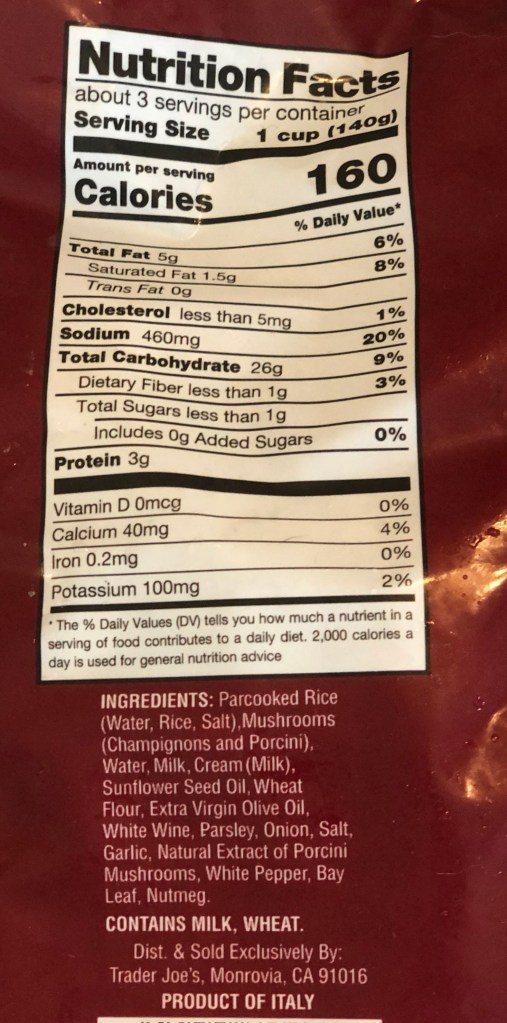 Nutrition Facts
about 3 servings per container
Serving Size 1 cup (140g)
Amount per serving
Calories 160
% Daily Value*
Total Fat 5g 6%
Saturated Fat 1.5g 8%
Trans Fat 0g
Cholesterol less than 5mg 1%
Sodium 460mg 20%
Total Carbohydrate 26g 9%
Dietary Fiber less than 1g 3%
Total Sugars less than 1g
Includes 0g Added Sugars 0%
Protein 3g
Vitamin D 0mcg 0%
Calcium 40mg 4%
Iron 0.2mg 0%
Potassium 100mg 2%
* The % Daily Values (DV) tells you how much a nutrient in a
serving of food contributes to a daily diet. 2,000 calories a
day is used for general nutrition advice
INGREDIENTS: Parcooked Rice
(Water, Rice, Salt),Mushrooms
(Champignons and Porcini),
Water, Milk, Cream (Milk),
Sunflower Seed Oil, Wheat
Flour, Extra Virgin Olive Oil,
White Wine, Parsley, Onion, Salt,
Garlic, Natural Extract of Porcini
Mushrooms, White Pepper, Bay
Leaf, Nutmeg.
CONTAINS MILK, WHEAT.
Dist. & Sold Exclusively By:
Trader Joe's, Monrovia, CA 91016
PRODUCT OF ITALY